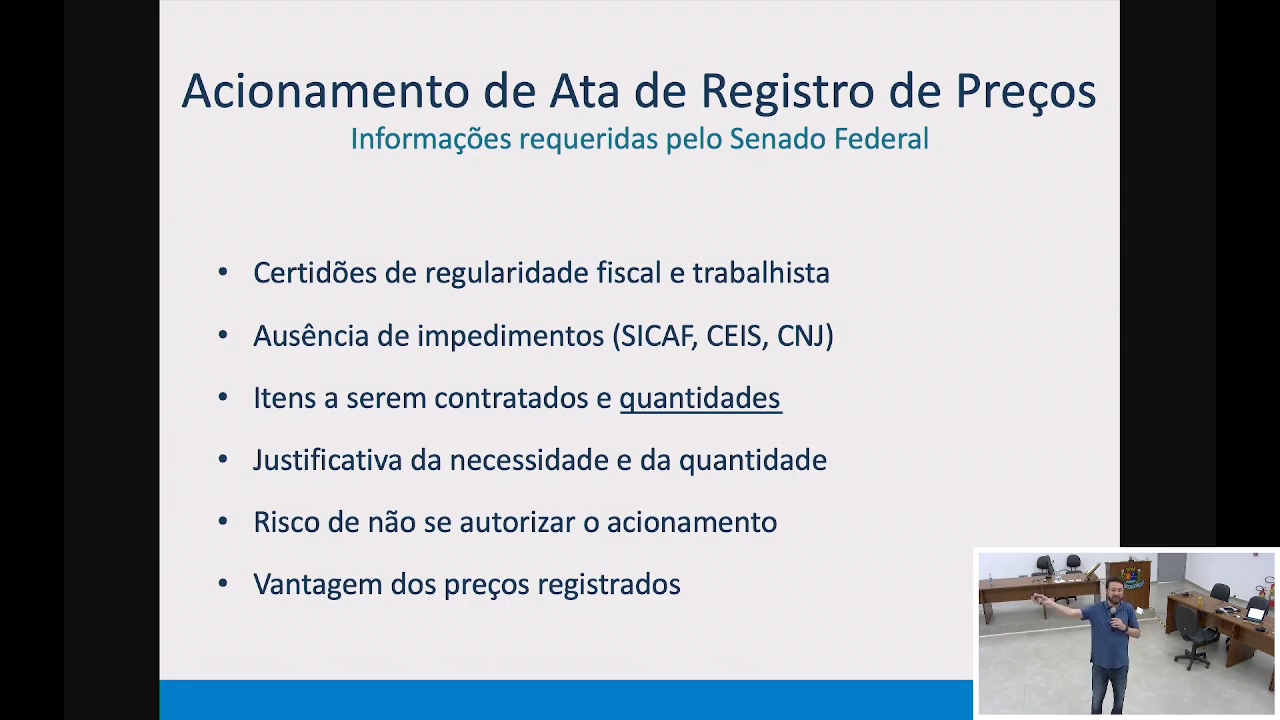 Acionamento de Ata de Registro de Preços
Informações requeridas pelo Senado Federal
• Certidões de regularidade fiscal e trabalhista
• Ausência de impedimentos (SICAF, CEIS, CNJ)
• Itens a serem contratados e quantidades
• Justificativa da necessidade e da quantidade
• Risco de não se autorizar o acionamento
• Vantagem dos preços registrados